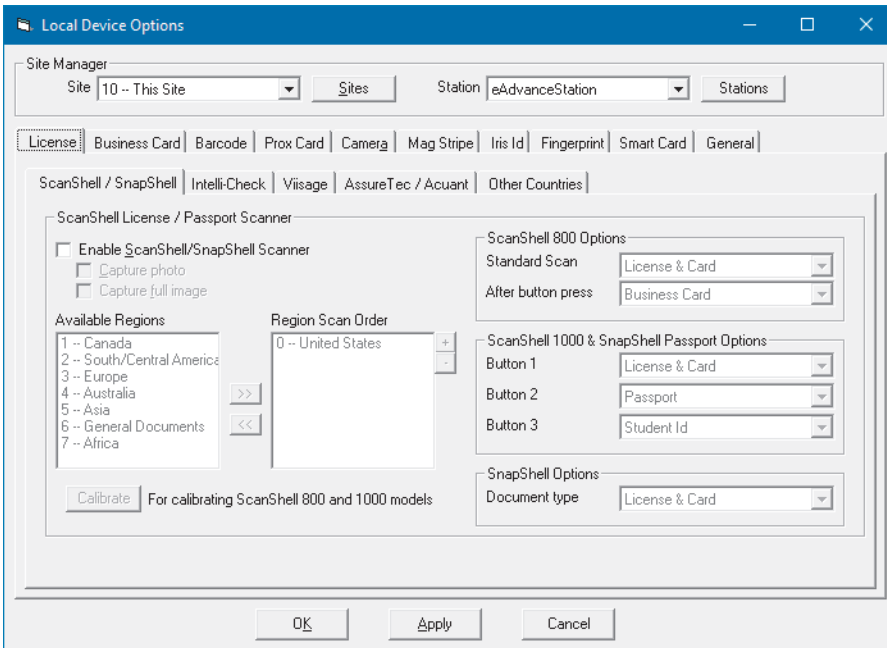 Local Device Options
Site Manager
Site 10 -- This Site Sites Station eAdvanceStation Stations
License Business Card Barcode Prox Card Camera Mag Stripe Iris Id Fingerprint Smart Card General
ScanShell / SnapShell Intelli-Check Viisage AssureTec / Acuant Other Countries
ScanShell License / Passport Scanner
Enable ScanShell/SnapShell Scanner
Capture photo
Capture full image
Available Regions
1 -- Canada
2 -- South/Central America
3 -- Europe
4 -- Australia
5 -- Asia
6 -- General Documents
7 -- Africa
>>
<<
Region Scan Order
0 -- United States
+
-
Calibrate For calibrating ScanShell 800 and 1000 models
ScanShell 800 Options
Standard Scan License & Card
After button press Business Card
ScanShell 1000 & SnapShell Passport Options
Button 1 License & Card
Button 2 Passport
Button 3 Student Id
SnapShell Options
Document type License & Card
OK Apply Cancel